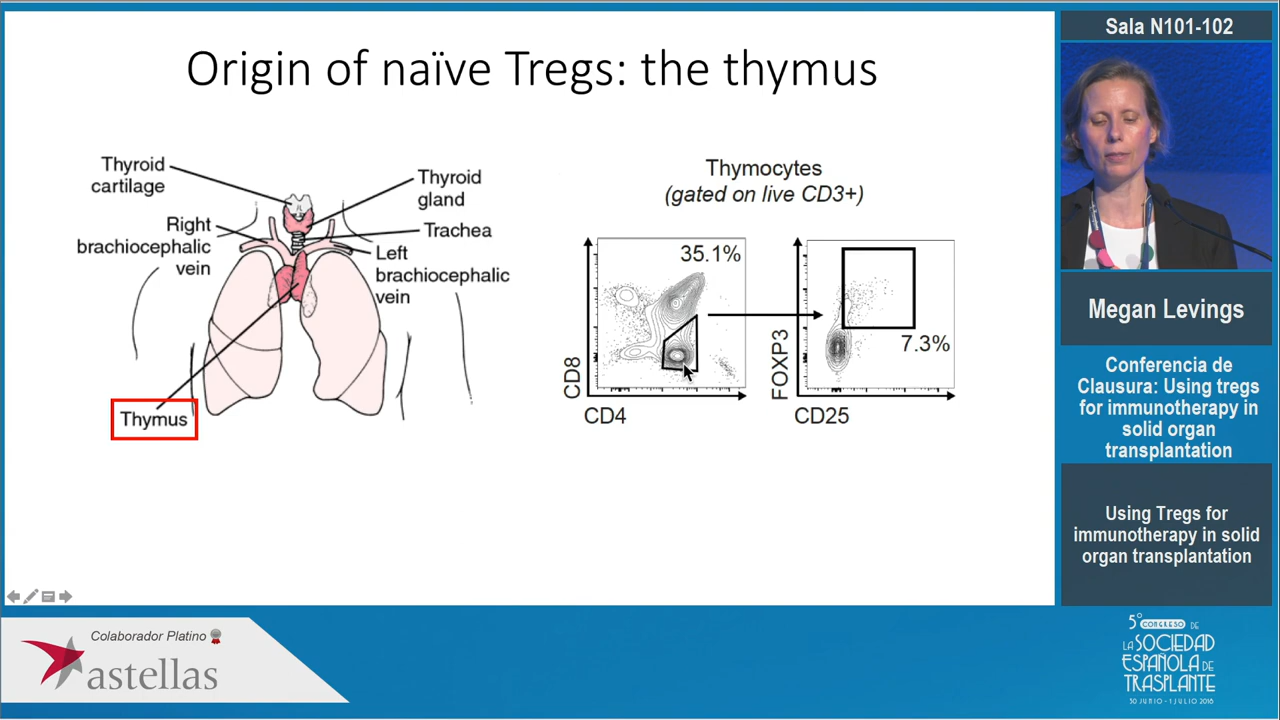 Origin of naïve Tregs: the thymus
Thyroid
cartilage
Thyroid
gland
Right
brachiocephalic
vein
Trachea
Left
brachiocephalic
vein
Thymus
Thymocytes
(gated on live CD3+)
35.1%
CD8
CD4
FOXP3
7.3%
CD25
Sala N101-102
Megan Levings
Conferencia de
Clausura: Using tregs
for immunotherapy in
solid organ
transplantation
Using Tregs for
immunotherapy in solid
organ transplantation
Colaborador Platino
astellas
5º CONGRESO DE
LA SOCIEDAD
ESPAÑOLA DE
TRASPLANTE
30 JUNIO - 1 JULIO 2018